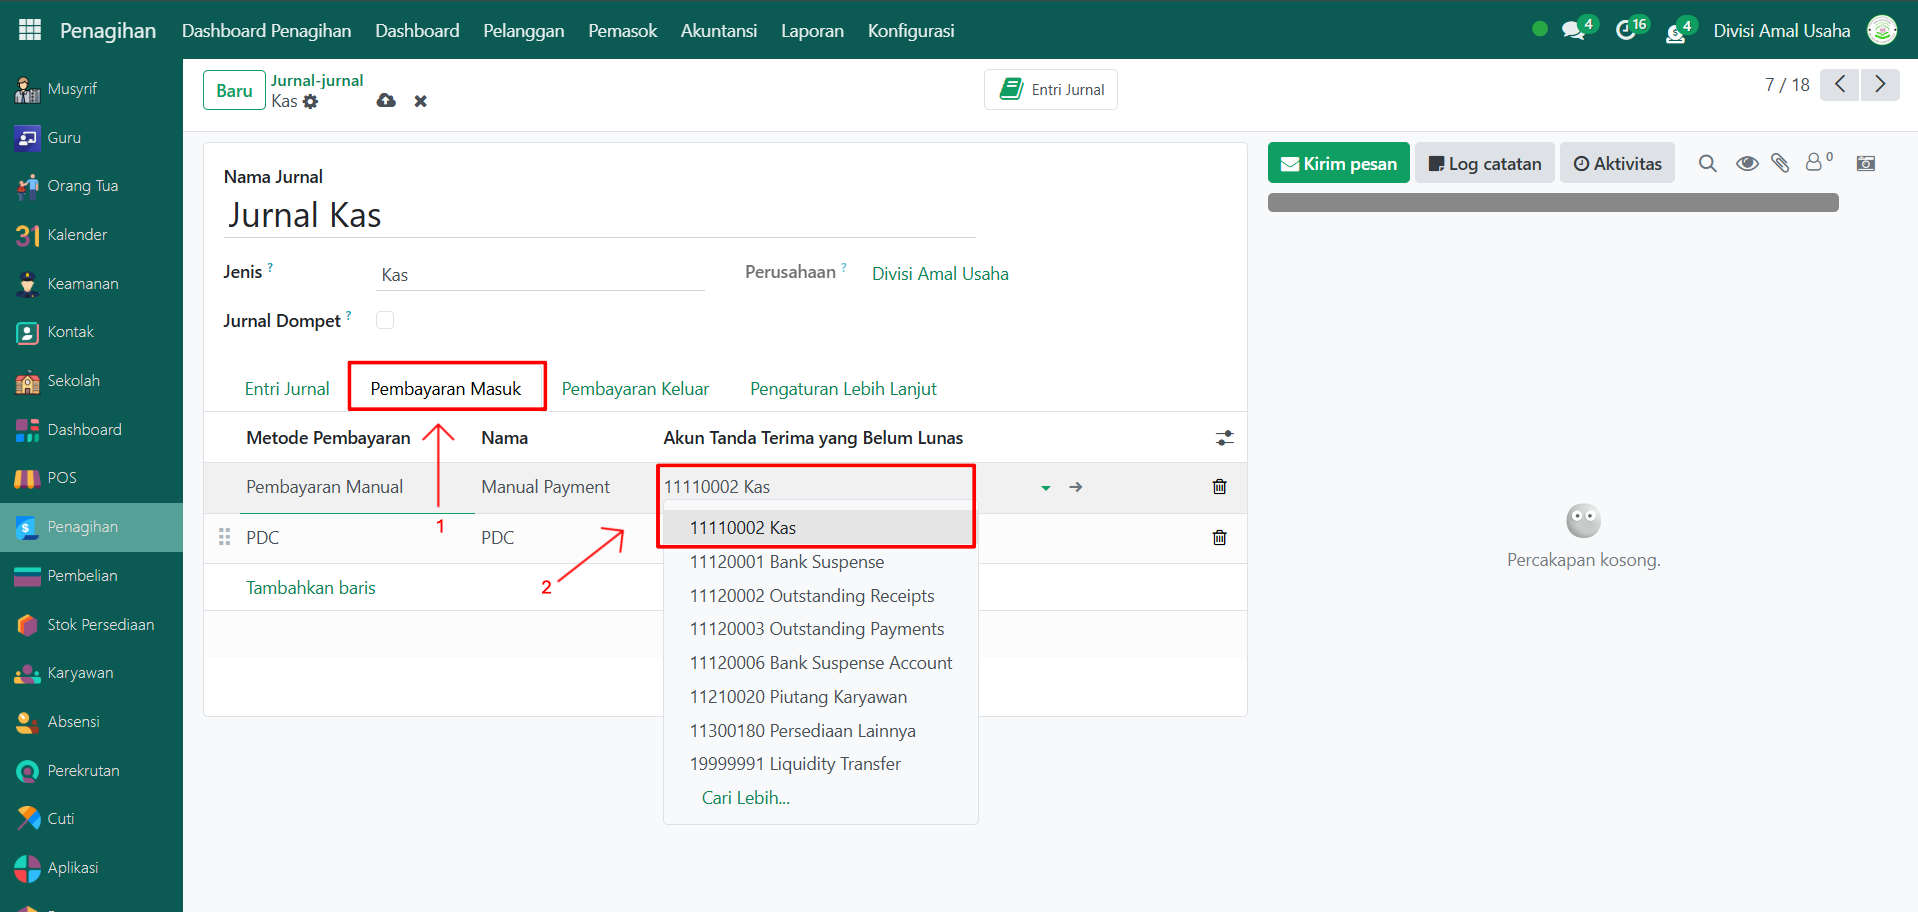 Penagihan
Dashboard Penagihan
Dashboard
Pelanggan
Pemasok
Akuntansi
Laporan
Konfigurasi
4
16
4
Divisi Amal Usaha
Musyrif
Guru
Orang Tua
31
Kalender
Keamanan
Kontak
Sekolah
Dashboard
POS
Penagihan
Pembelian
Stok Persediaan
Karyawan
Absensi
Perekrutan
Cuti
Aplikasi
Baru
Jurnal-jurnal
Kas
Entri Jurnal
7 / 18
Nama Jurnal
Jurnal Kas
Jenis ?
Kas
Perusahaan ?
Divisi Amal Usaha
Jurnal Dompet ?
Entri Jurnal
Pembayaran Masuk
Pembayaran Keluar
Pengaturan Lebih Lanjut
Metode Pembayaran
Nama
Akun Tanda Terima yang Belum Lunas
Pembayaran Manual
Manual Payment
11110002 Kas
1
PDC
PDC
2
Tambahkan baris
11110002 Kas
11120001 Bank Suspense
11120002 Outstanding Receipts
11120003 Outstanding Payments
11120006 Bank Suspense Account
11210020 Piutang Karyawan
11300180 Persediaan Lainnya
19999991 Liquidity Transfer
Cari Lebih...
Kirim pesan
Log catatan
Aktivitas
0
Percakapan kosong.